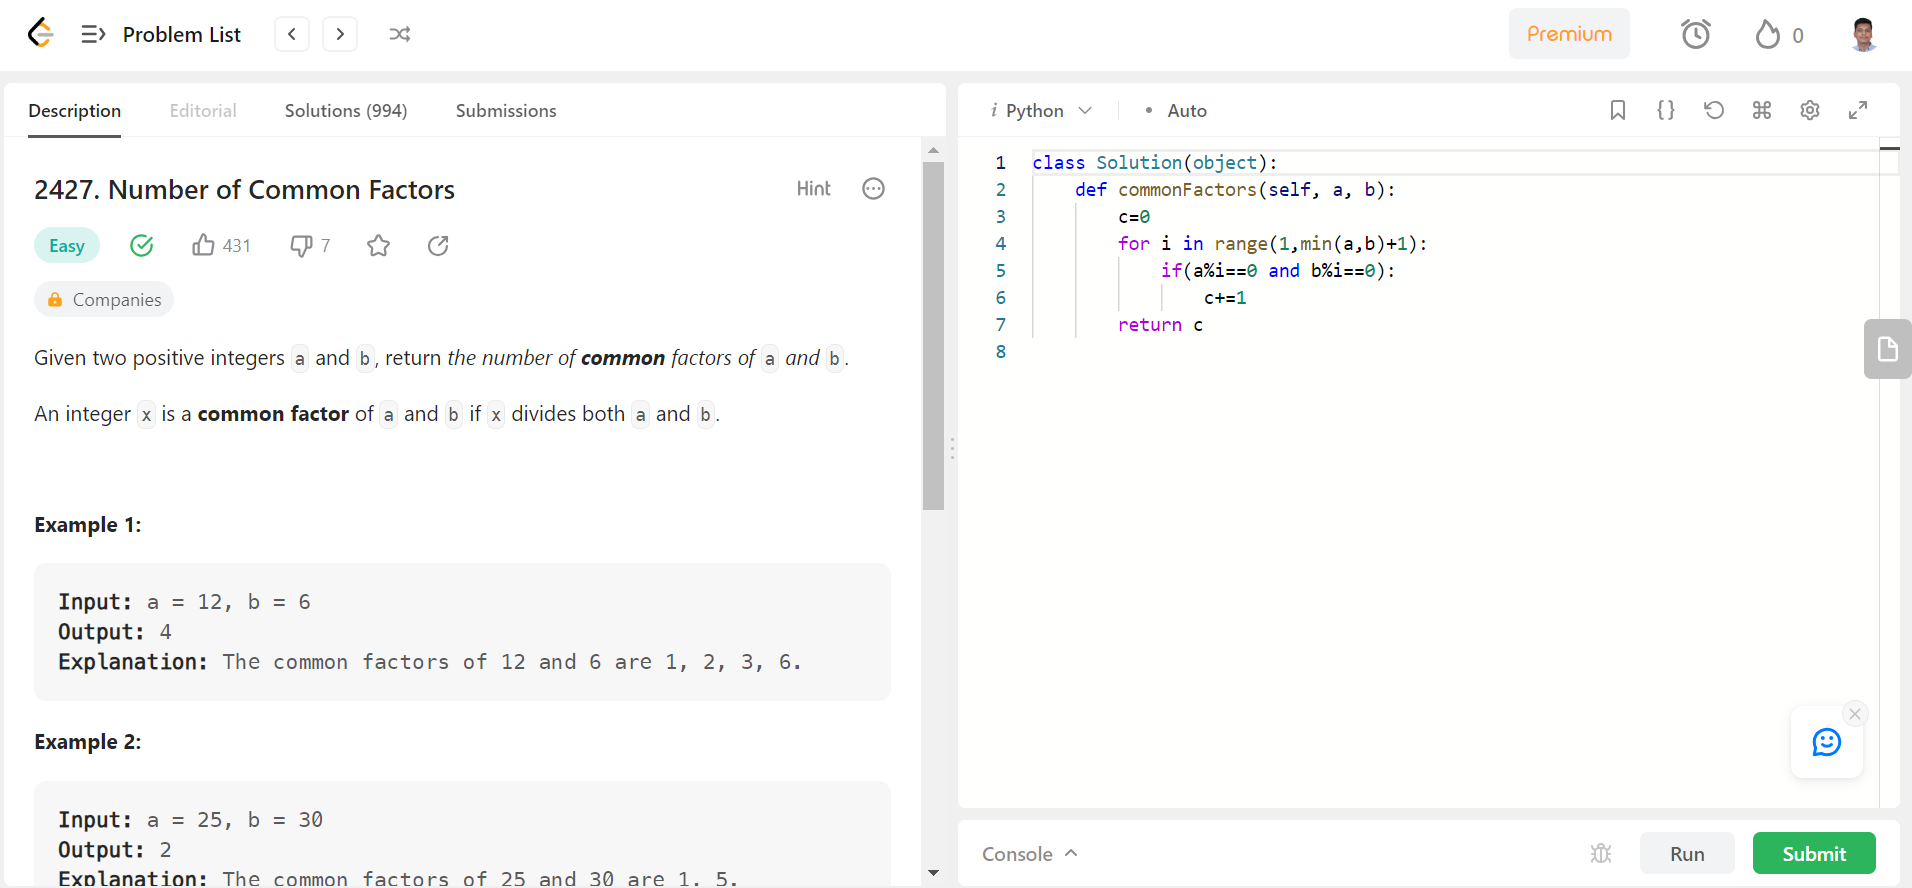 Problem List
Premium
0
Description Editorial Solutions (994) Submissions
2427. Number of Common Factors
Hint
Easy 431 7
Companies
Given two positive integers a and b, return the number of common factors of a and b.
An integer x is a common factor of a and b if x divides both a and b.
Example 1:
Input: a = 12, b = 6
Output: 4
Explanation: The common factors of 12 and 6 are 1, 2, 3, 6.
Example 2:
Input: a = 25, b = 30
Output: 2
Explanation: The common factors of 25 and 30 are 1, 5.
i Python • Auto
1 class Solution(object):
2 def commonFactors(self, a, b):
3 c=0
4 for i in range(1,min(a,b)+1):
5 if(a%i==0 and b%i==0):
6 c+=1
7 return c
8
Console Run Submit